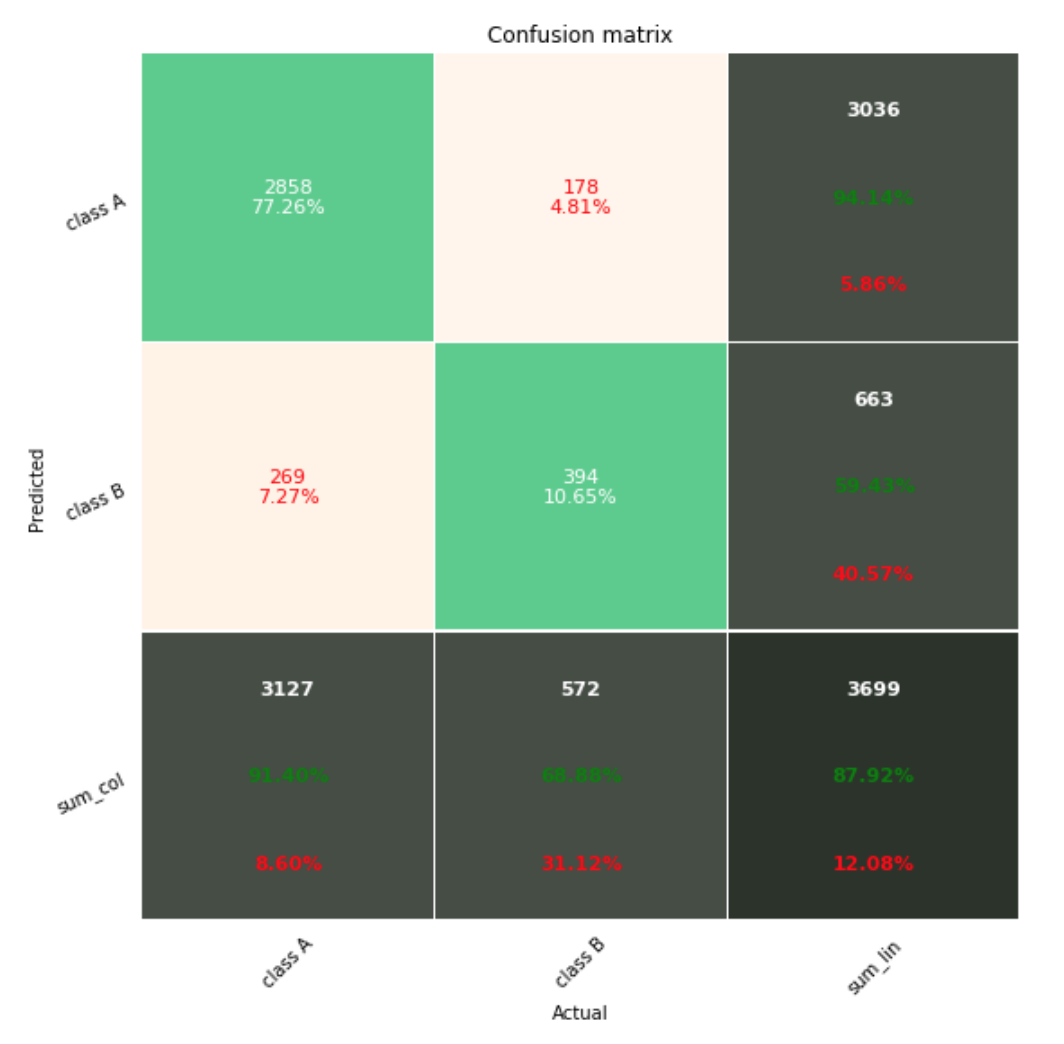 Confusion matrix
Predicted
class A
2858
77.26%
178
4.81%
3036
94.14%
5.86%
class B
269
7.27%
394
10.65%
663
59.43%
40.57%
sum_col
3127
91.40%
8.60%
572
68.88%
31.12%
3699
87.92%
12.08%
class A
class B
sum_lin
Actual